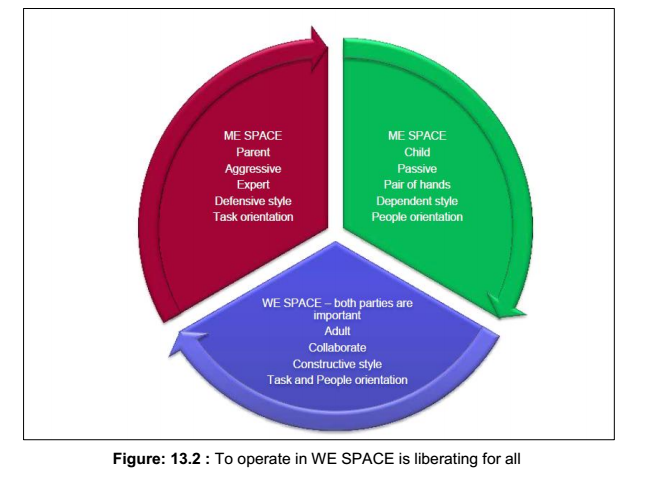 ME SPACE
Parent
Aggressive
Expert
Defensive style
Task orientation
ME SPACE
Child
Passive
Pair of hands
Dependent style
People orientation
WE SPACE – both parties are
important
Adult
Collaborate
Constructive style
Task and People orientation
Figure: 13.2 : To operate in WE SPACE is liberating for all